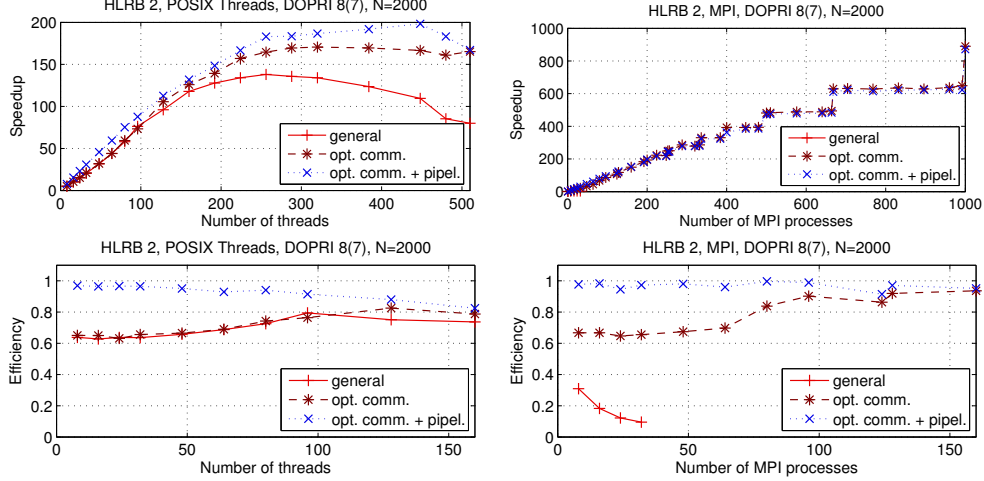 HLRB 2, POSIX Threads, DOPRI 8(7), N=2000
Speedup
200
150
100
50
0
general
opt. comm.
opt. comm. + pipel.
0 100 200 300 400 500
Number of threads
HLRB 2, MPI, DOPRI 8(7), N=2000
Speedup
1000
800
600
400
200
0
general
opt. comm.
opt. comm. + pipel.
0 200 400 600 800 1000
Number of MPI processes
HLRB 2, POSIX Threads, DOPRI 8(7), N=2000
Efficiency
1
0.8
0.6
0.4
0.2
0
general
opt. comm.
opt. comm. + pipel.
0 50 100 150
Number of threads
HLRB 2, MPI, DOPRI 8(7), N=2000
Efficiency
1
0.8
0.6
0.4
0.2
0
general
opt. comm.
opt. comm. + pipel.
0 50 100 150
Number of MPI processes